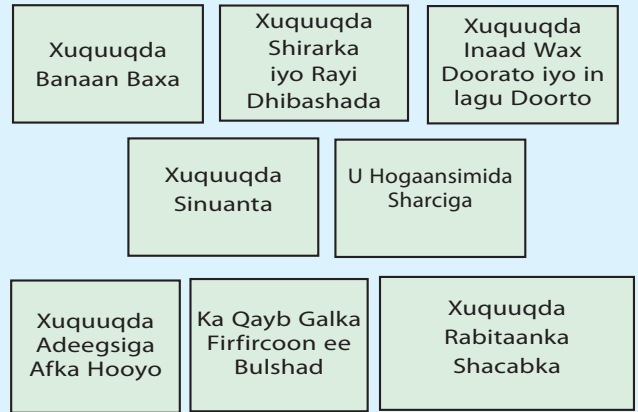 Xuquuqda
Banaan Baxa
Xuquuqda
Shirarka
iyo Rayi
Dhibashada
Xuquuqda
Inaad Wax
Doorato iyo in
lagu Doorto
Xuquuqda
Sinuanta
U Hogaansimida
Sharciga
Xuquuqda
Adeegsiga
Afka Hooyo
Ka Qayb Galka
Firfircoon ee
Bulshad
Xuquuqda
Rabitaanka
Shacabka